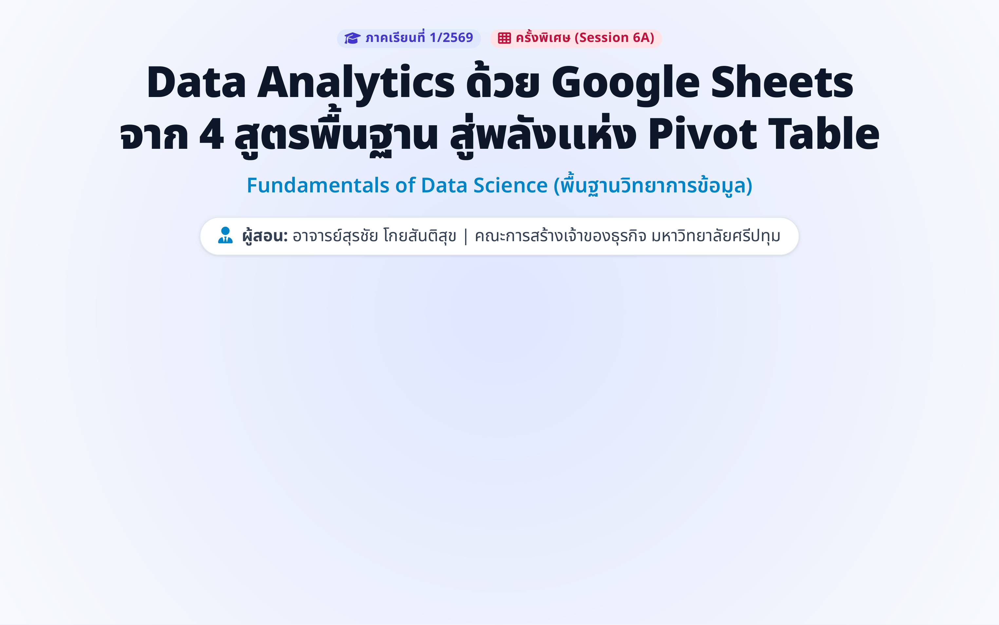 ภาคเรียนที่ 1/2569 ครั้งพิเศษ (Session 6A)
Data Analytics ด้วย Google Sheets
จาก 4 สูตรพื้นฐาน สู่พลังแห่ง Pivot Table
Fundamentals of Data Science (พื้นฐานวิทยาการข้อมูล)
ผู้สอน: อาจารย์สุรชัย โกยสันติสุข | คณะการสร้างเจ้าของธุรกิจ มหาวิทยาลัยศรีปทุม